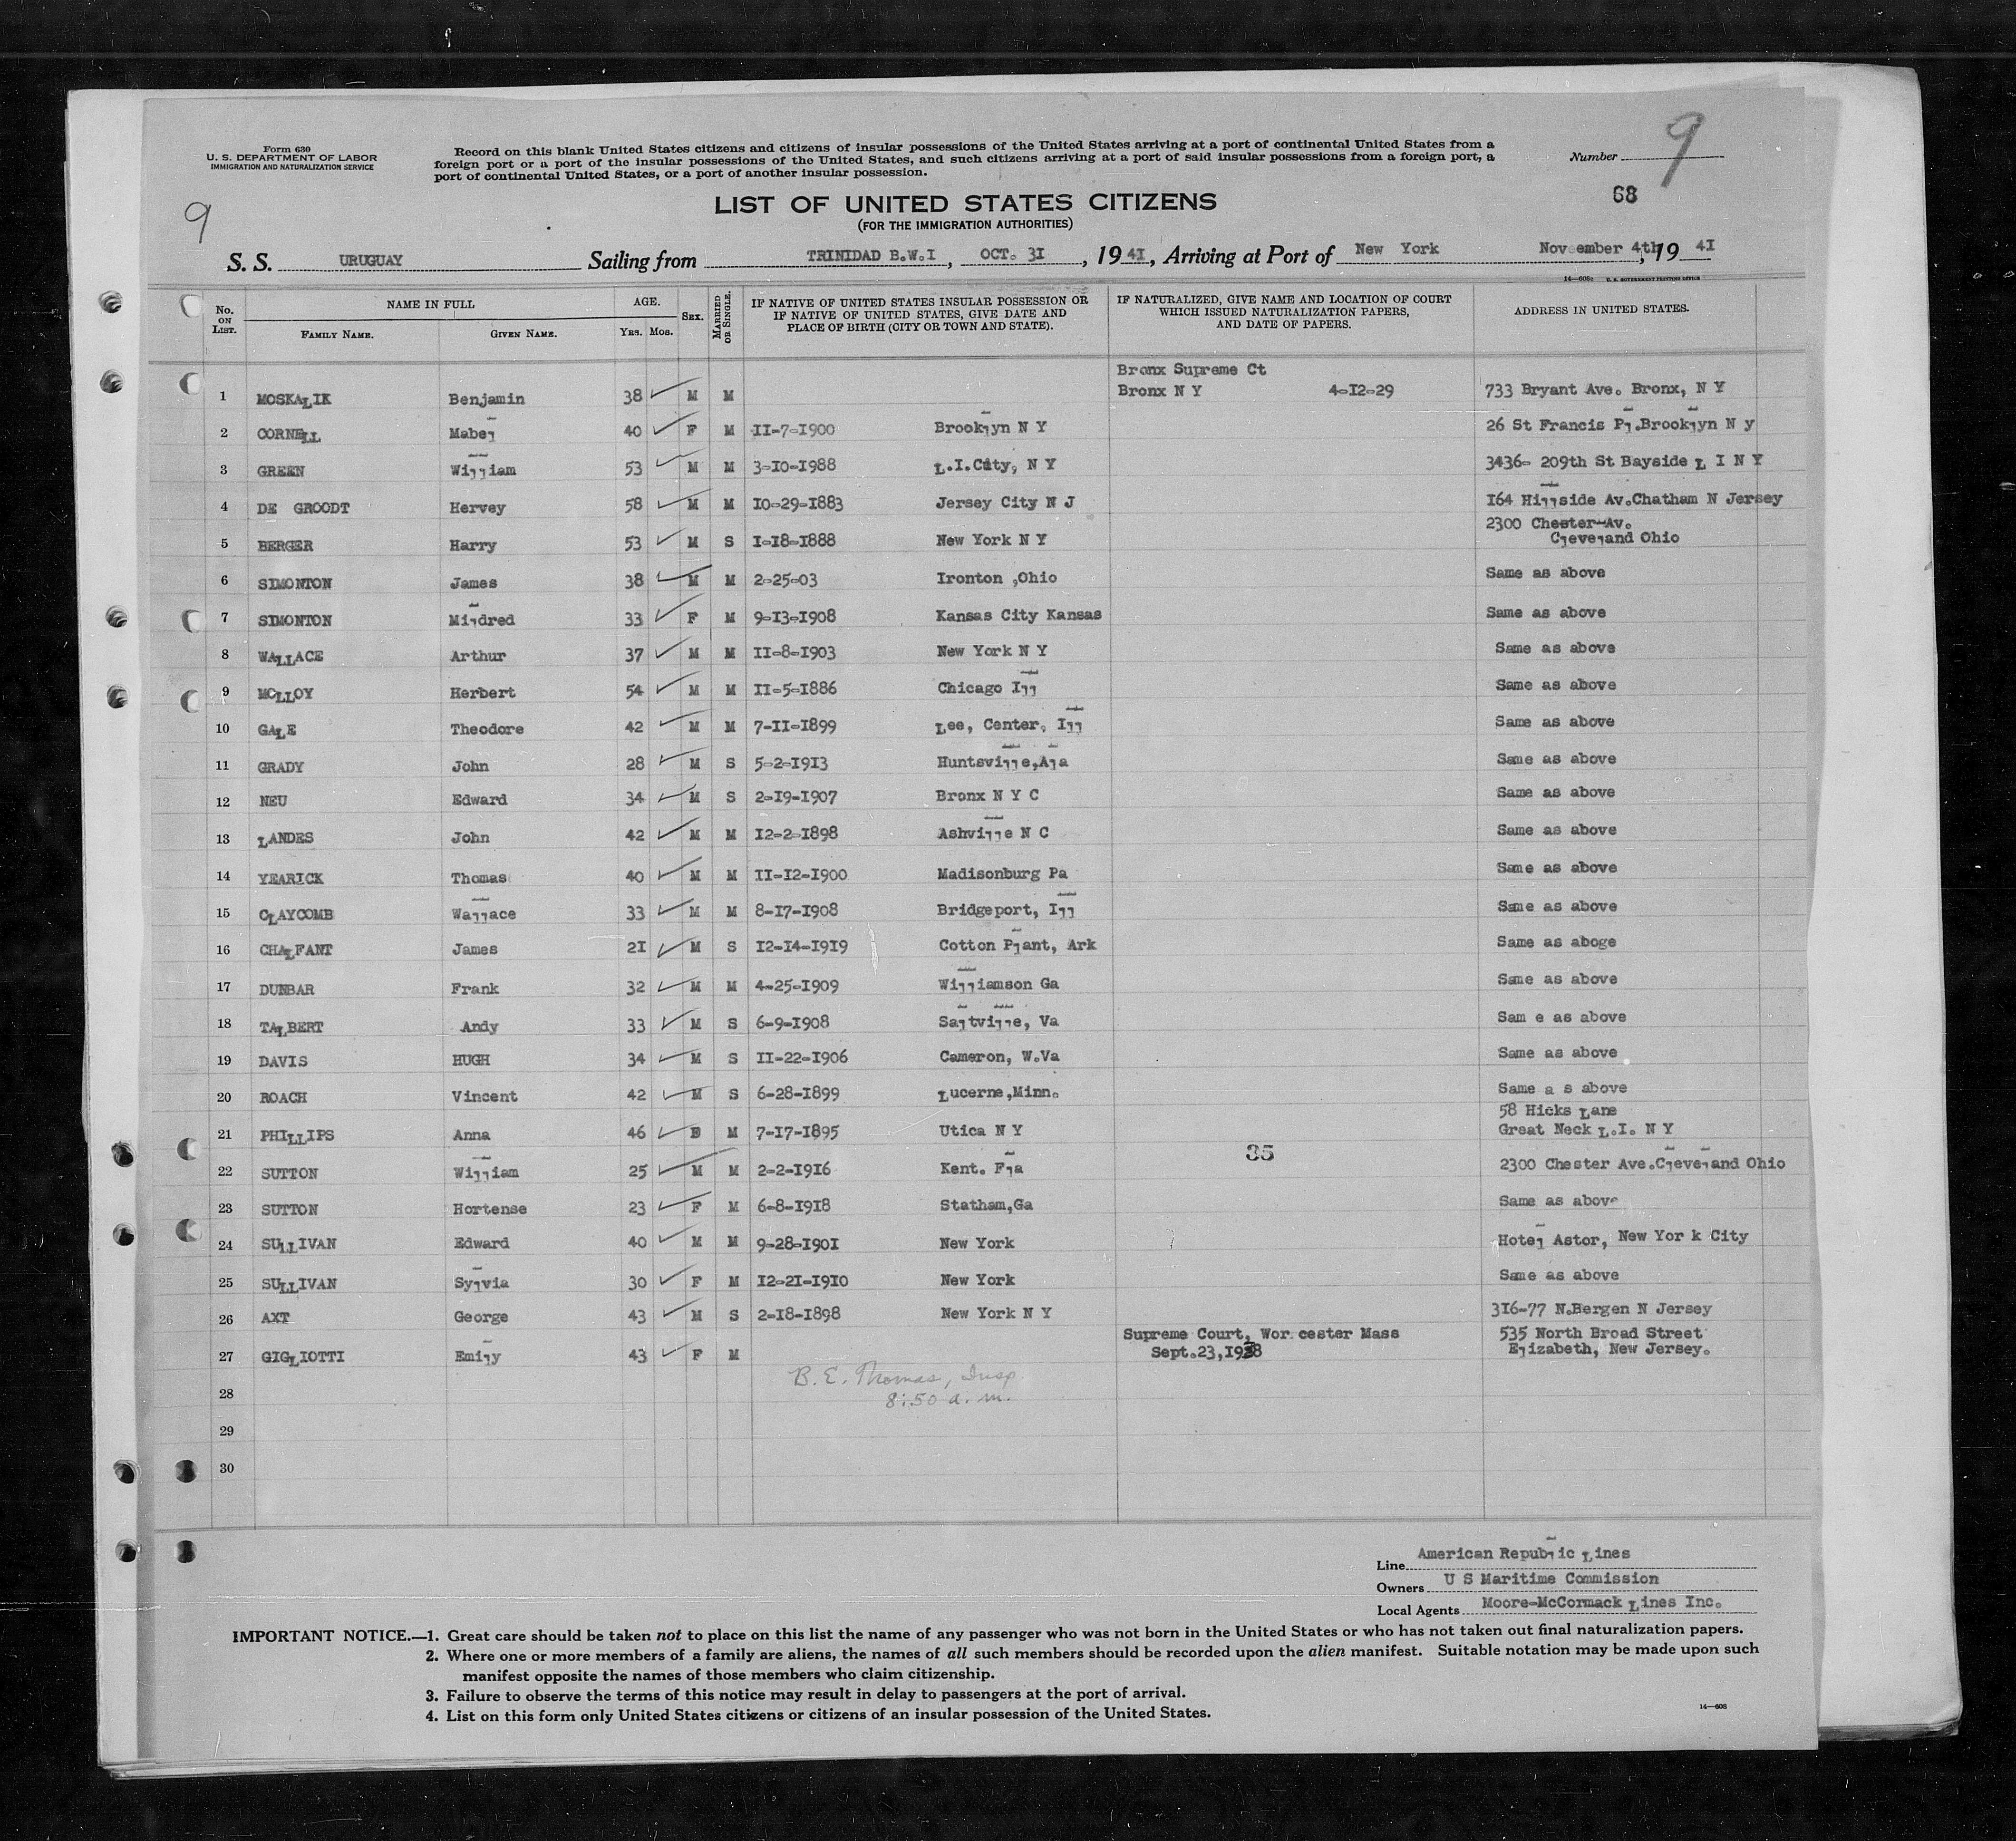 Form 630
U. S. DEPARTMENT OF LABOR
IMMIGRATION AND NATURALIZATION SERVICE
Record on this blank United States citizens and citizens of insular possessions of the United States arriving at a port of continental United States from a
foreign port or a port of the insular possessions of the United States, and such citizens arriving at a port of said insular possessions from a foreign port, a
port of continental United States, or a port of another insular possession.
Number 9
68
9
LIST OF UNITED STATES CITIZENS
(FOR THE IMMIGRATION AUTHORITIES)
S. S. URUGUAY Sailing from TRINIDAD B.W.I, OCT. 31, 1941, Arriving at Port of New York November 4th, 1941
14—608c U. S. GOVERNMENT PRINTING OFFICE
No. ON LIST. NAME IN FULL FAMILY NAME. GIVEN NAME. AGE. YRS. MOS. SEX. MARRIED OR SINGLE. IF NATIVE OF UNITED STATES INSULAR POSSESSION OR IF NATIVE OF UNITED STATES, GIVE DATE AND PLACE OF BIRTH (CITY OR TOWN AND STATE). IF NATURALIZED, GIVE NAME AND LOCATION OF COURT WHICH ISSUED NATURALIZATION PAPERS, AND DATE OF PAPERS. ADDRESS IN UNITED STATES.
Bronx Supreme Ct
1 MOSKALIK Benjamin 38 M M Bronx N Y 4-12-29 733 Bryant Ave. Bronx, N Y
2 CORNELL Mabel 40 F M 11-7-1900 Brooklyn N Y 26 St Francis Pl.Brooklyn N y
3 GREEN William 53 M M 3-10-1988 L.I.City, N Y 3436- 209th St Bayside L I N Y
4 DE GROODT Hervey 58 M M 10-29-1883 Jersey City N J 164 Hillside Av.Chatham N Jersey
2300 Chester-Av.
5 BERGER Harry 53 M S 1-18-1888 New York N Y Cleveland Ohio
6 SIMONTON James 38 M M 2-25-03 Ironton ,Ohio Same as above
7 SIMONTON Mildred 33 F M 9-13-1908 Kansas City Kansas Same as above
8 WALLACE Arthur 37 M M 11-8-1903 New York N Y Same as above
9 MCLLOY Herbert 54 M M 11-5-1886 Chicago Ill Same as above
10 GALE Theodore 42 M M 7-11-1899 Lee, Center, Ill Same as above
11 GRADY John 28 M S 5-2-1913 Huntsville,Ala Same as above
12 NEU Edward 34 M S 2-19-1907 Bronx N Y C Same as above
13 LANDES John 42 M M 12-2-1898 Ashville N C Same as above
14 YEARICK Thomas 40 M M 11-12-1900 Madisonburg Pa Same as above
15 CLAYCOMB Wallace 33 M M 8-17-1908 Bridgeport, Ill Same as above
16 CHALFANT James 21 M S 12-14-1919 Cotton Plant, Ark Same as aboge
17 DUNBAR Frank 32 M M 4-25-1909 Williamson Ga Same as above
18 TALBERT Andy 33 M S 6-9-1908 Saltville, Va Sam e as above
19 DAVIS HUGH 34 M S 11-22-1906 Cameron, W.Va Same as above
20 ROACH Vincent 42 M S 6-28-1899 Lucerne,Minn. Same a s above
58 Hicks Lane
21 PHILLIPS Anna 46 M 7-17-1895 Utica N Y Great Neck L.I. N Y
35
22 SUTTON William 25 M M 2-2-1916 Kent. Fla 2300 Chester Ave.Cleveland Ohio
23 SUTTON Hortense 23 F M 6-8-1918 Statham,Ga Same as above
24 SULLIVAN Edward 40 M M 9-28-1901 New York Hotel Astor, New Yor k City
25 SULLIVAN Sylvia 30 F M 12-21-1910 New York Same as above
26 AXT George 43 M S 2-18-1898 New York N Y 316-77 N.Bergen N Jersey
Supreme Court, Worcester Mass 535 North Broad Street
27 GIGLIOTTI Emily 43 F M Sept.23,1938 Elizabeth, New Jersey.
B. E. Thomas, Insp.
28 8:50 a. m.
29
30
Line American Republic Lines
Owners U S Maritime Commission
Local Agents Moore-McCormack Lines Inc.
IMPORTANT NOTICE.—1. Great care should be taken not to place on this list the name of any passenger who was not born in the United States or who has not taken out final naturalization papers.
2. Where one or more members of a family are aliens, the names of all such members should be recorded upon the alien manifest. Suitable notation may be made upon such
manifest opposite the names of those members who claim citizenship.
3. Failure to observe the terms of this notice may result in delay to passengers at the port of arrival.
4. List on this form only United States citizens or citizens of an insular possession of the United States.
14—608